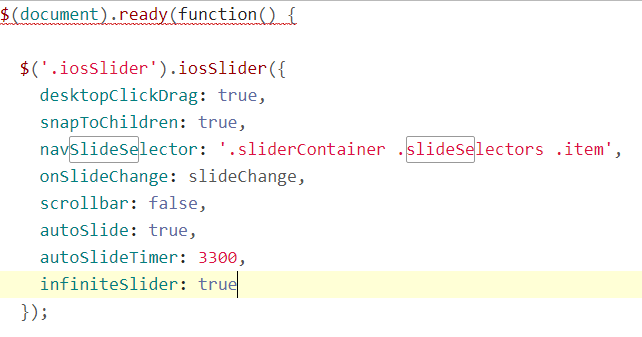 $(document).ready(function() {
$('.iosSlider').iosSlider({
desktopClickDrag: true,
snapToChildren: true,
navSlideSelector: '.sliderContainer .slideSelectors .item',
onSlideChange: slideChange,
scrollbar: false,
autoSlide: true,
autoSlideTimer: 3300,
infiniteSlider: true
});